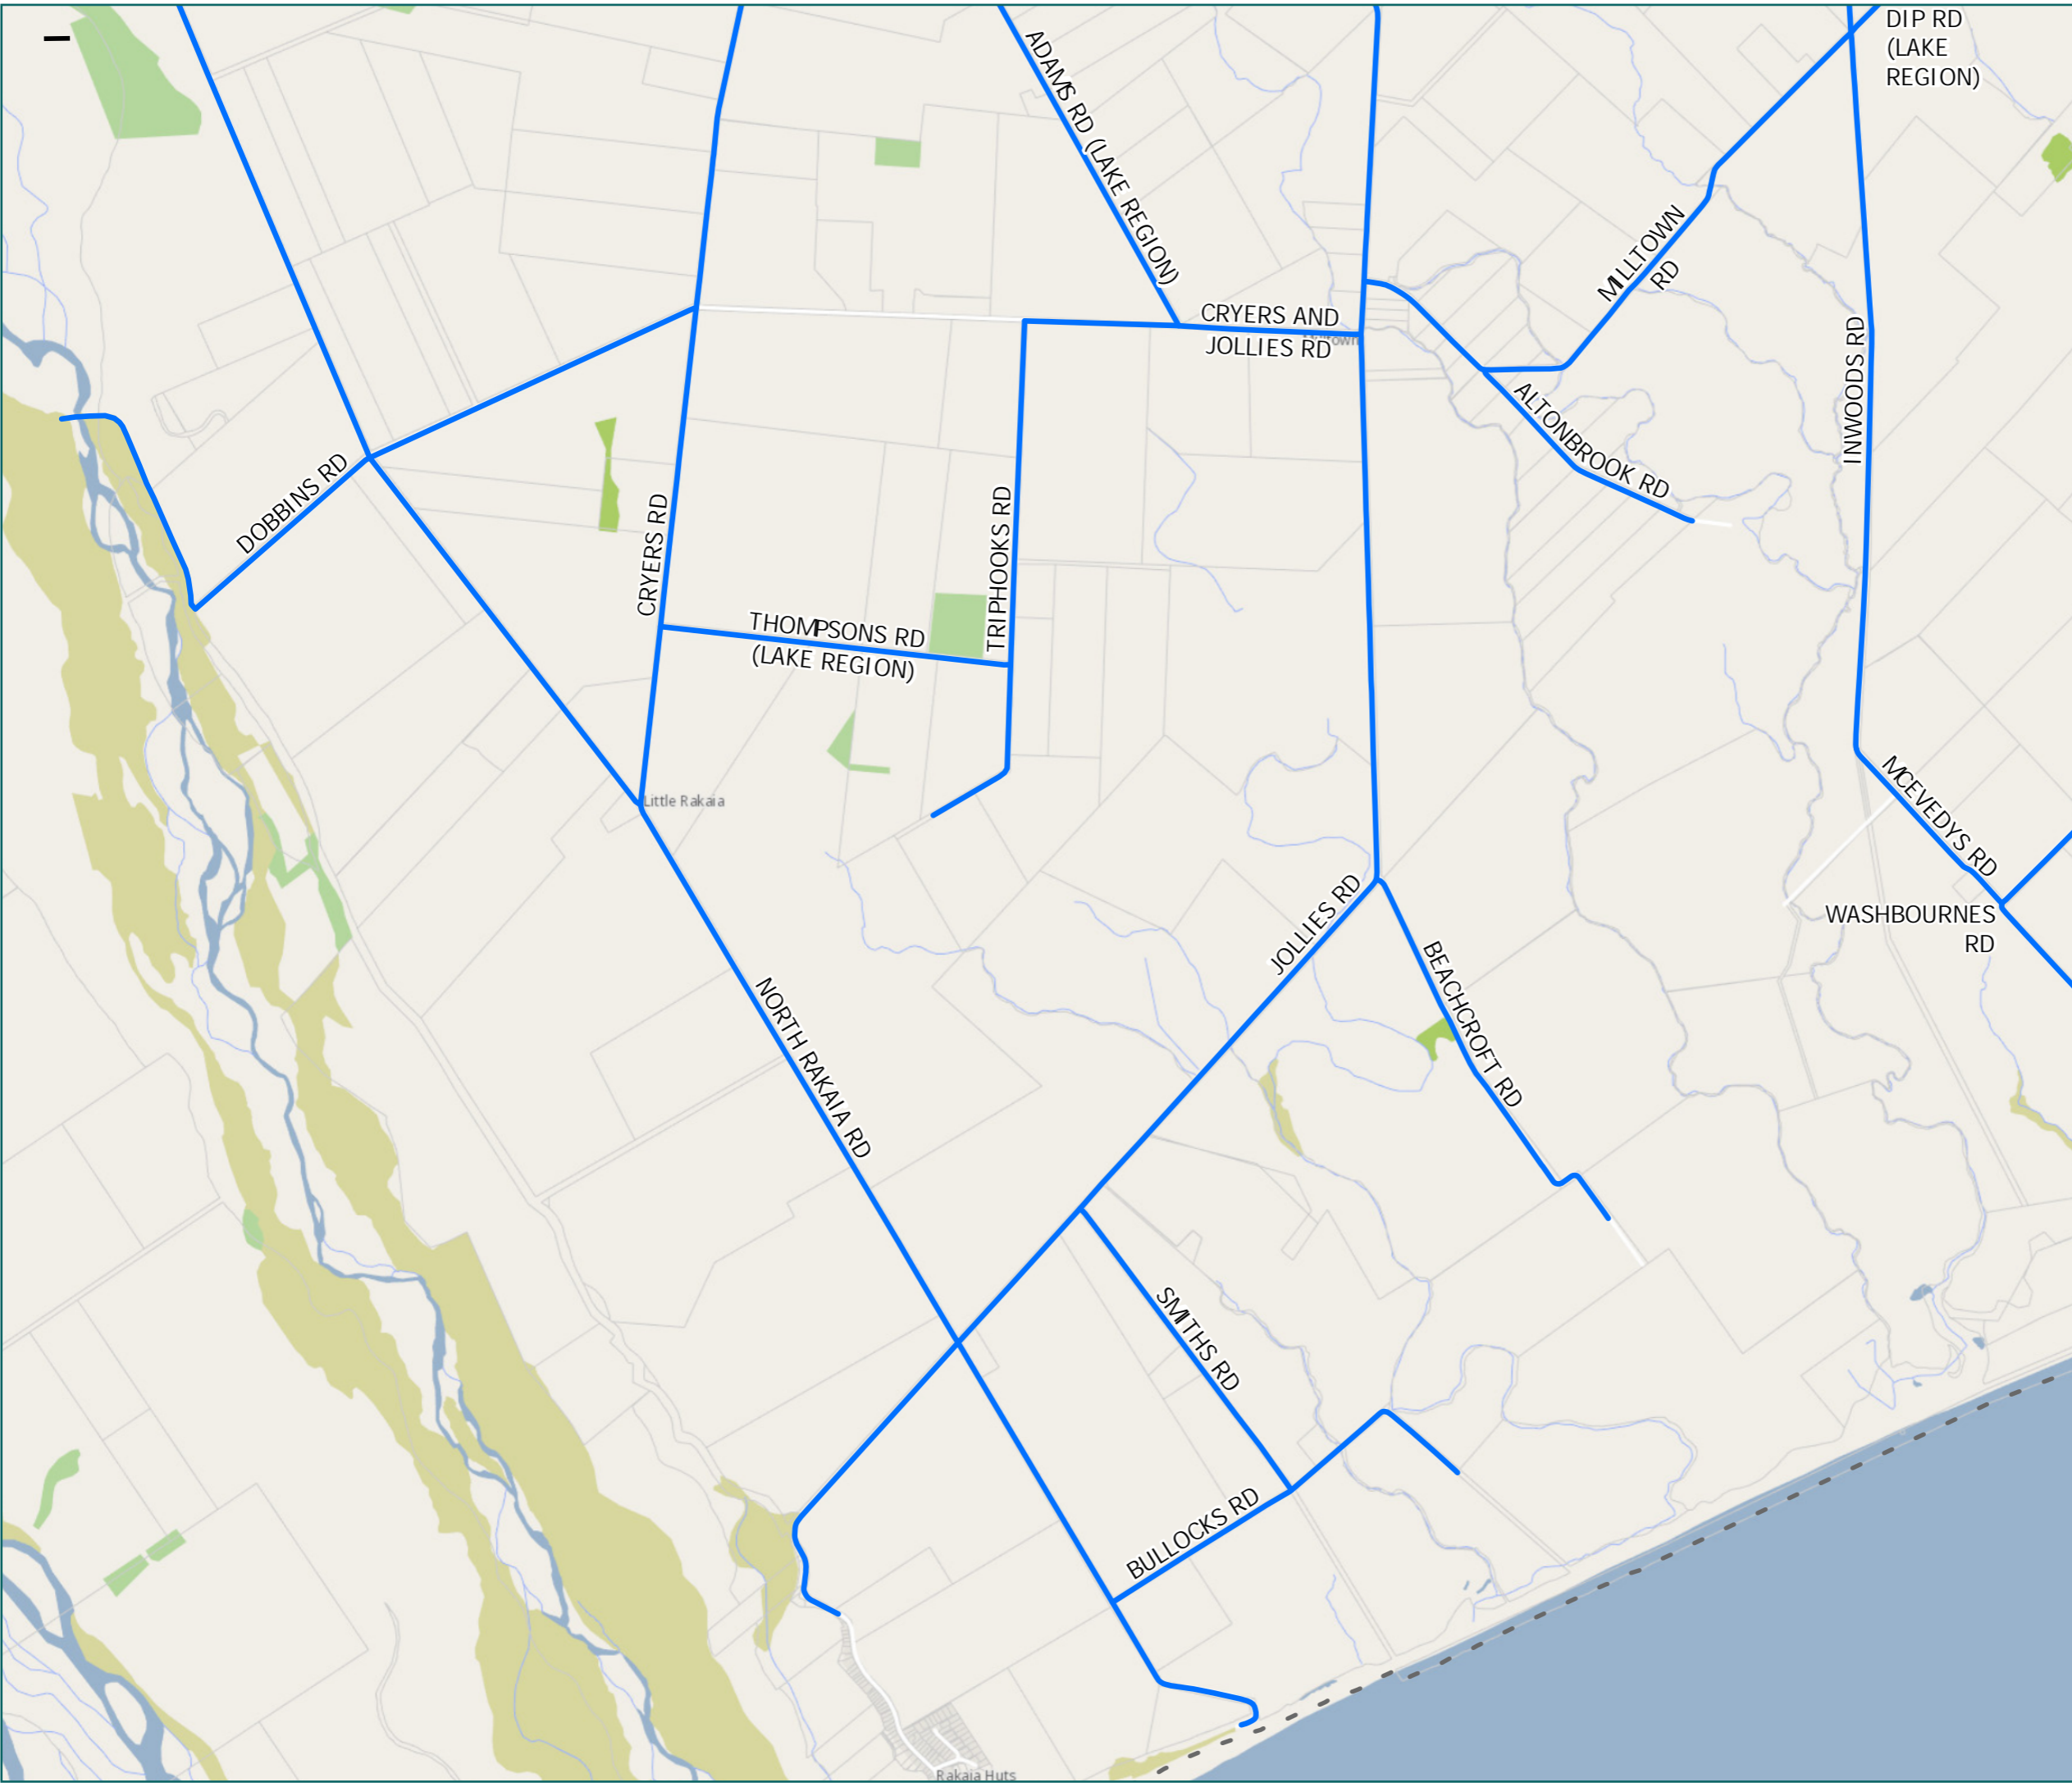 DIP RD
(LAKE
REGION)
ADAMS RD (LAKE REGION)
MILLTOWN
RD
CRYERS AND
JOLLIES RD
INWOODS RD
ALTONBROOK RD
DOBBINS RD
CRYERS RD
TRIPHOOKS RD
THOMPSONS RD
(LAKE REGION)
Little Rakaia
MCEVEDYS RD
WASHBOURNES
RD
JOLLIES RD
BEACHCROFT RD
NORTH RAKAIA RD
SMITHS RD
BULLOCKS RD
Rakaia Huts